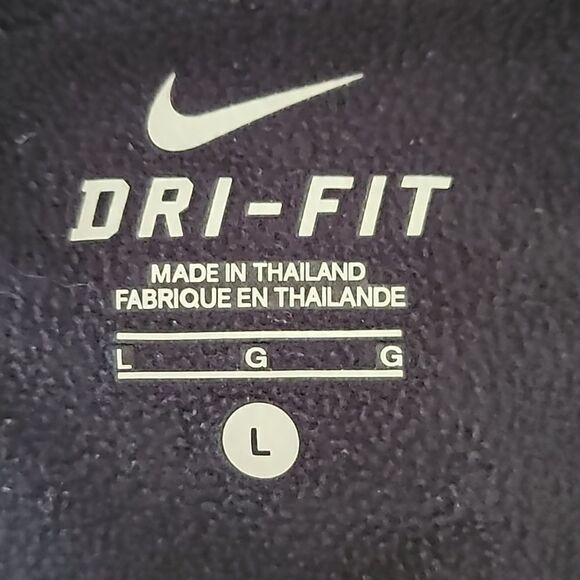 DRI-FIT
MADE IN THAILAND
FABRIQUE EN THAILANDE
L G G
L